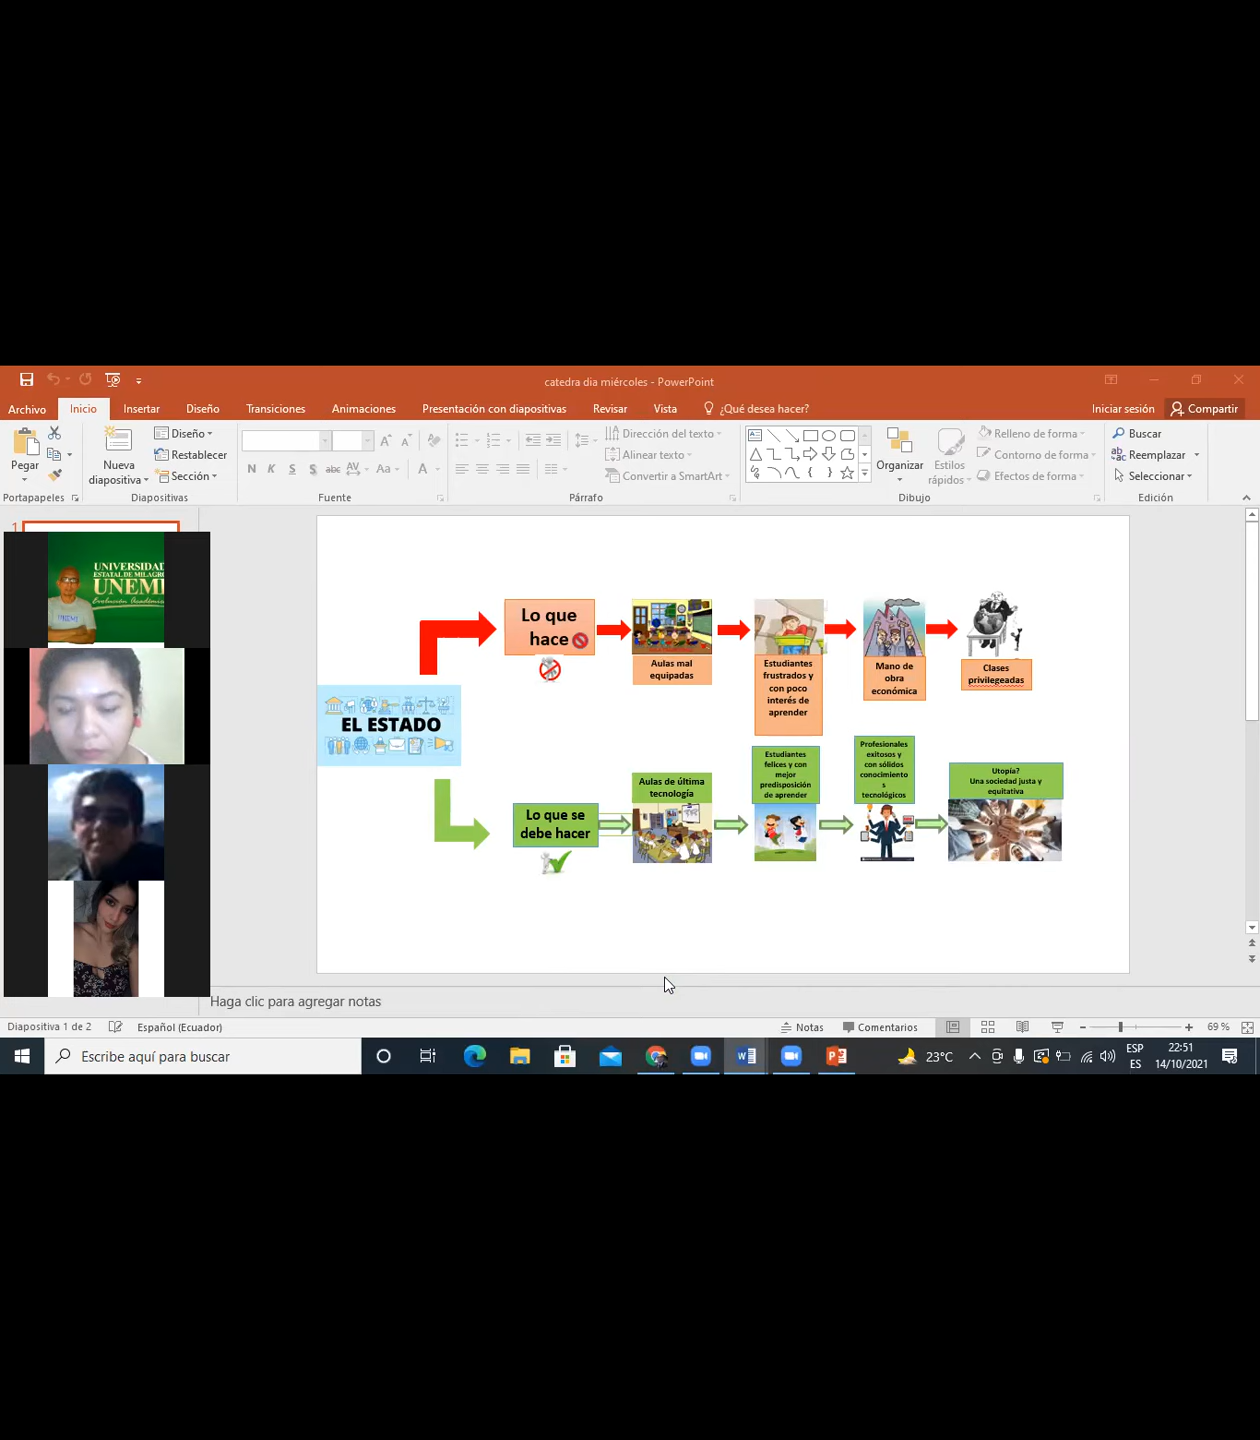 catedra dia miércoles - PowerPoint
Archivo
Inicio
Insertar
Diseño
Transiciones
Animaciones
Presentación con diapositivas
Revisar
Vista
¿Qué desea hacer?
Iniciar sesión
Compartir
Pegar
Nueva
diapositiva
Diseño
Restablecer
Sección
N K S S abc AV Aa A
Dirección del texto
Alinear texto
Convertir a SmartArt
Organizar
Estilos
rápidos
Relleno de forma
Contorno de forma
Efectos de forma
Buscar
Reemplazar
Seleccionar
Portapapeles
Diapositivas
Fuente
Párrafo
Dibujo
Edición
1
UNIVERSIDAD
ESTATAL DE MILAGRO
UNEMI
Evolución Académica
UNEMI
EL ESTADO
Lo que
hace
Aulas mal
equipadas
Estudiantes
frustrados y
con poco
interés de
aprender
Mano de
obra
económica
Clases
privilegeadas
Lo que se
debe hacer
Aulas de última
tecnología
Estudiantes
felices y con
mejor
predisposición
de aprender
Profesionales
exitosos y
con sólidos
conocimiento
s
tecnológicos
Utopía?
Una sociedad justa y
equitativa
Haga clic para agregar notas
Diapositiva 1 de 2
Español (Ecuador)
Notas
Comentarios
69 %
Escribe aquí para buscar
23°C
ESP
ES
22:51
14/10/2021